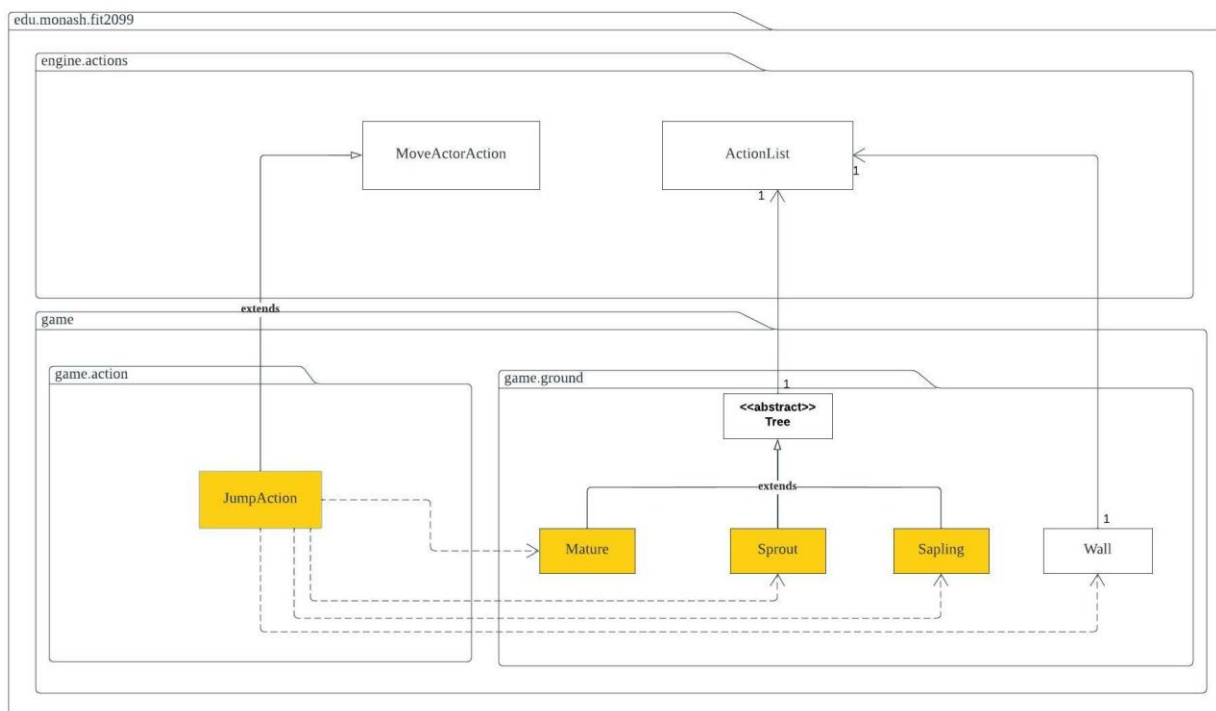 edu.monash.fit2099
engine.actions
MoveActorAction
ActionList
1
1
extends
game
game.action
game.ground
1
<<abstract>>
Tree
extends
JumpAction
1
Mature
Sprout
Sapling
Wall